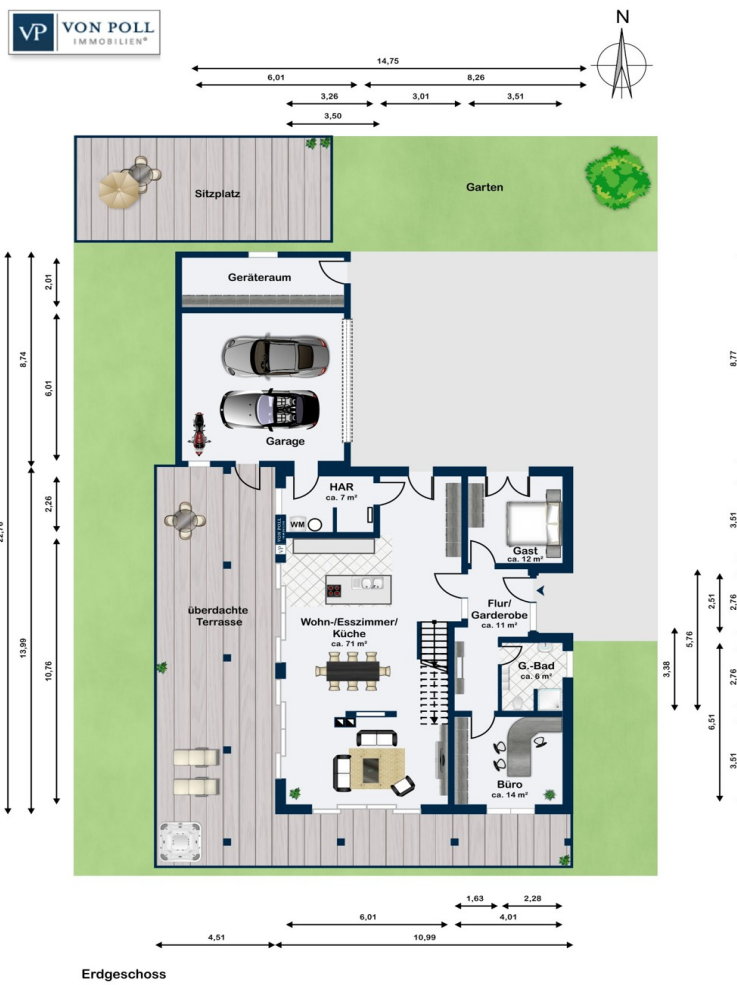 VP VON POLL
IMMOBILIEN®
N
14,75
6,01
8,26
3,26
3,01
3,51
3,50
Sitzplatz
Garten
Geräteraum
2,01
8,74
6,01
8,77
Garage
HAR
ca. 7 m²
WM
VP VON POLL
2,26
3,51
Gast
ca. 12 m²
überdachte
Terrasse
Flur/
Garderobe
ca. 11 m²
Wohn-/Esszimmer/
Küche
ca. 71 m²
G.-Bad
ca. 6 m²
13,99
10,76
2,51
2,76
5,76
3,38
2,76
6,51
3,51
Büro
ca. 14 m²
1,63
2,28
6,01
4,01
4,51
10,99
Erdgeschoss